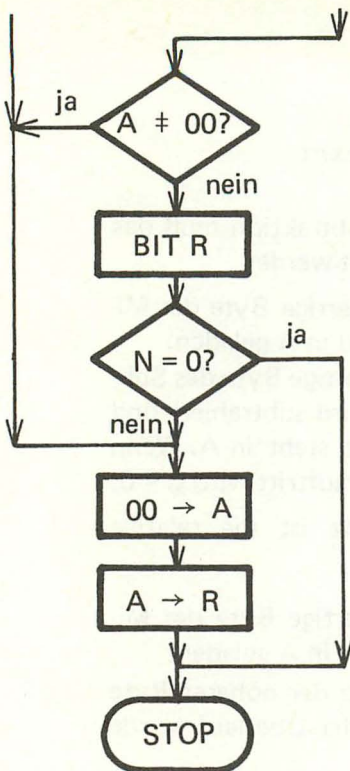 ja
A ‡ 00?
nein
BIT R
N = 0?
ja
nein
00 → A
A → R
STOP